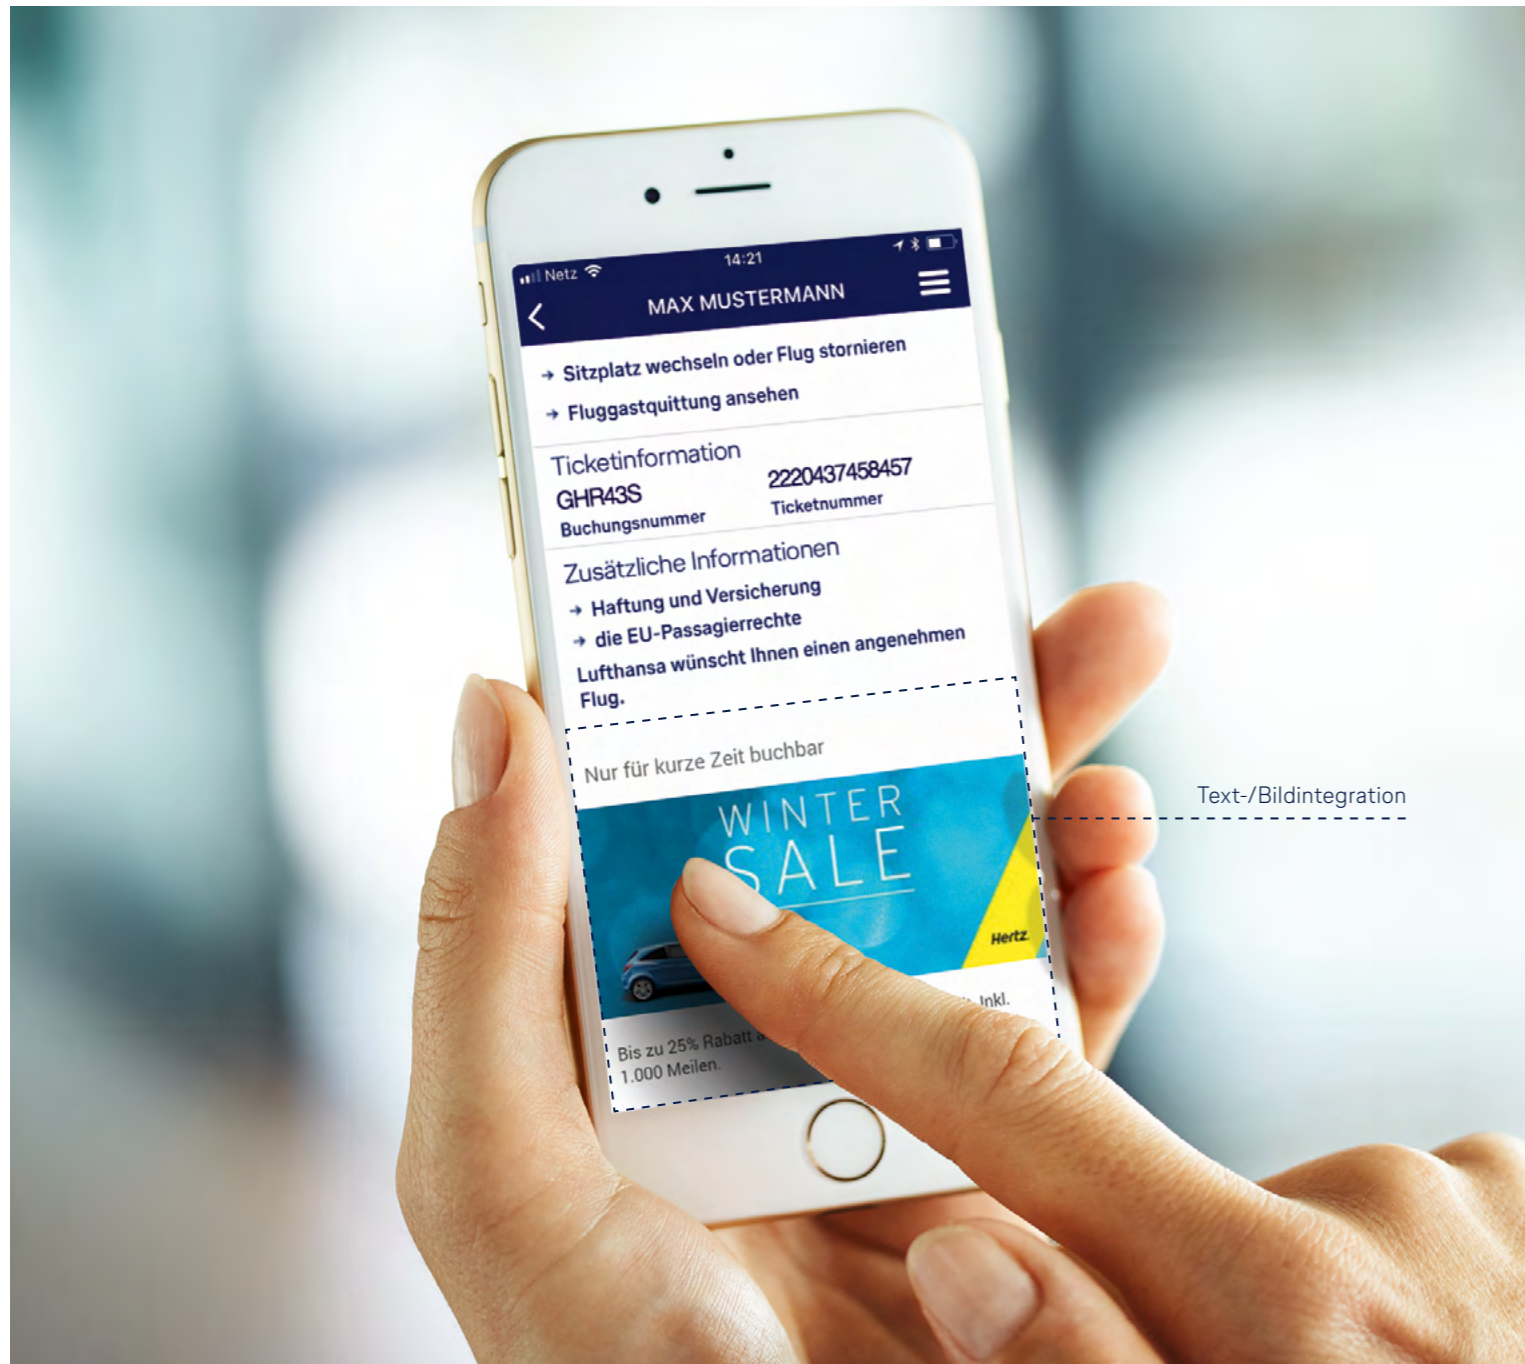 Netz 14:21
MAX MUSTERMANN
→ Sitzplatz wechseln oder Flug stornieren
→ Fluggastquittung ansehen
Ticketinformation
GHR43S 2220437458457
Buchungsnummer Ticketnummer
Zusätzliche Informationen
→ Haftung und Versicherung
→ die EU-Passagierrechte
Lufthansa wünscht Ihnen einen angenehmen
Flug.
Nur für kurze Zeit buchbar
WINTER
SALE
Hertz.
Bis zu 25% Rabatt Inkl.
1.000 Meilen.
Text-/Bildintegration